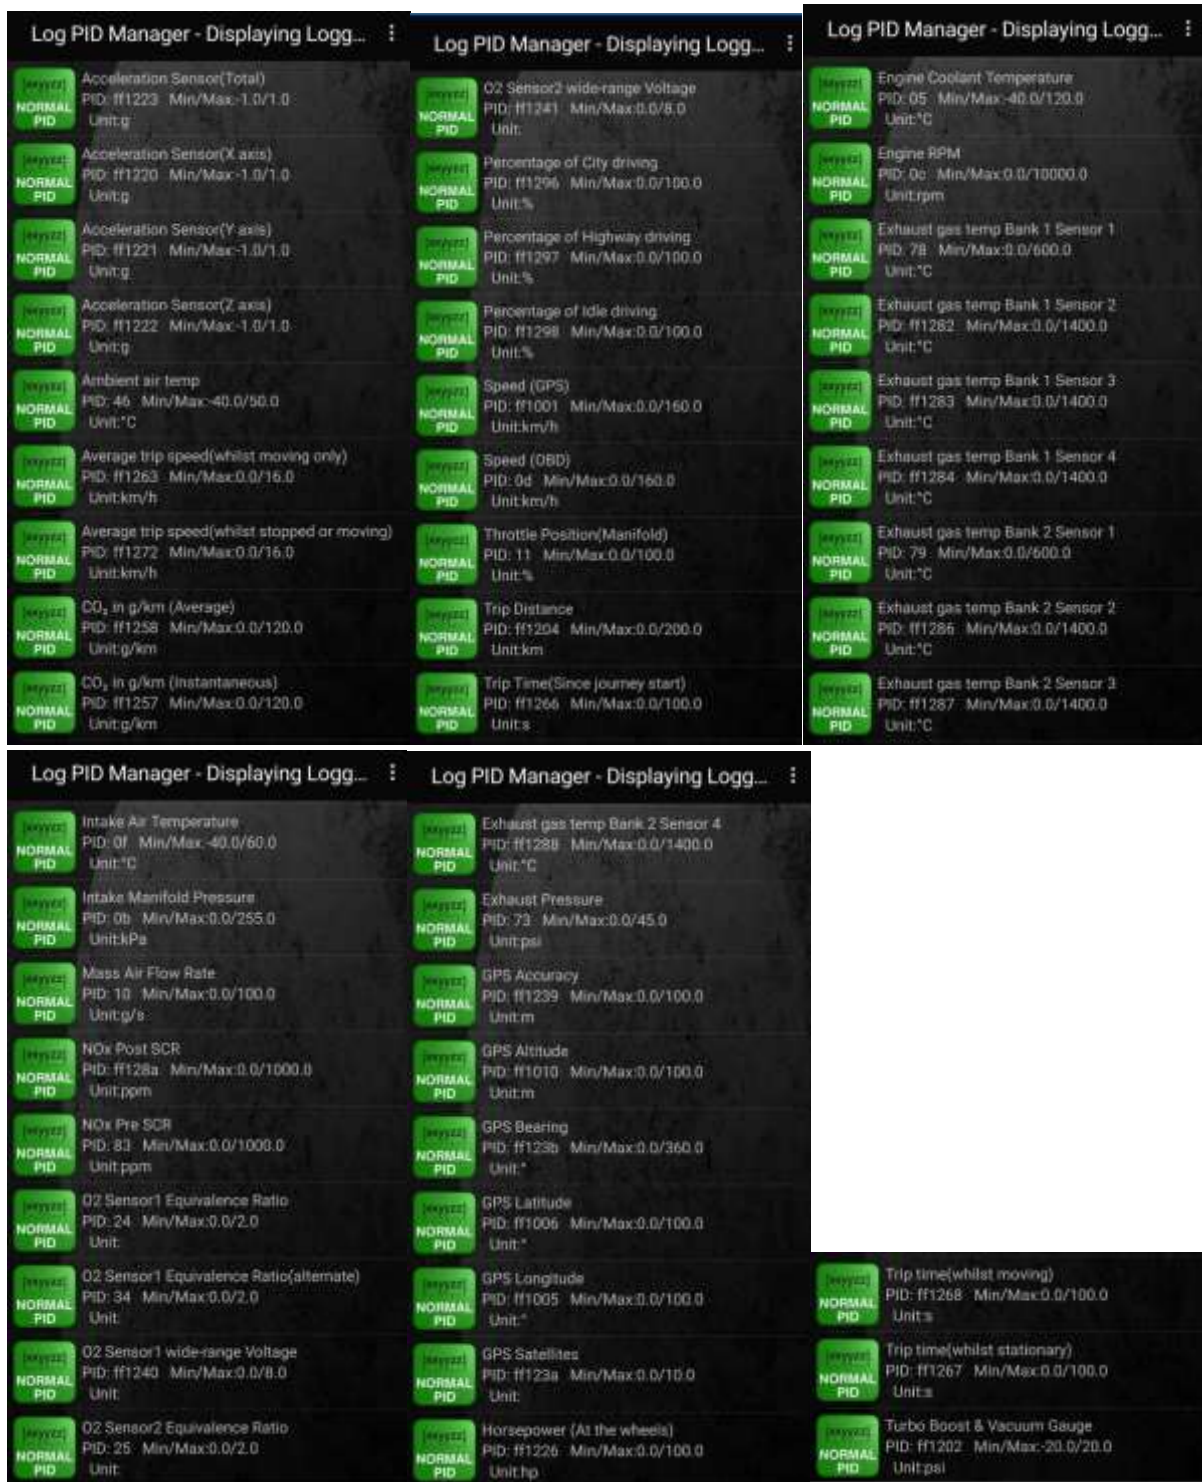 Log PID Manager - Displaying Logg...
NORMAL PID
Acceleration Sensor(Total)
PID: ff1223 Min/Max:-1.0/1.0
Unit:g
NORMAL PID
Acceleration Sensor(X axis)
PID: ff1220 Min/Max:-1.0/1.0
Unit:g
NORMAL PID
Acceleration Sensor(Y axis)
PID: ff1221 Min/Max:-1.0/1.0
Unit:g
NORMAL PID
Acceleration Sensor(Z axis)
PID: ff1222 Min/Max:-1.0/1.0
Unit:g
NORMAL PID
Ambient air temp
PID: 46 Min/Max:-40.0/50.0
Unit:°C
NORMAL PID
Average trip speed(whilst moving only)
PID: ff1263 Min/Max:0.0/16.0
Unit:km/h
NORMAL PID
Average trip speed(whilst stopped or moving)
PID: ff1272 Min/Max:0.0/16.0
Unit:km/h
NORMAL PID
CO₂ in g/km (Average)
PID: ff1258 Min/Max:0.0/120.0
Unit:g/km
NORMAL PID
CO₂ in g/km (Instantaneous)
PID: ff1257 Min/Max:0.0/120.0
Unit:g/km
Log PID Manager - Displaying Logg...
NORMAL PID
O2 Sensor2 wide-range Voltage
PID: ff1241 Min/Max:0.0/8.0
Unit:
NORMAL PID
Percentage of City driving
PID: ff1296 Min/Max:0.0/100.0
Unit:%
NORMAL PID
Percentage of Highway driving
PID: ff1297 Min/Max:0.0/100.0
Unit:%
NORMAL PID
Percentage of Idle driving
PID: ff1298 Min/Max:0.0/100.0
Unit:%
NORMAL PID
Speed (GPS)
PID: ff1001 Min/Max:0.0/160.0
Unit:km/h
NORMAL PID
Speed (OBD)
PID: 0d Min/Max:0.0/160.0
Unit:km/h
NORMAL PID
Throttle Position(Manifold)
PID: 11 Min/Max:0.0/100.0
Unit:%
NORMAL PID
Trip Distance
PID: ff1204 Min/Max:0.0/200.0
Unit:km
NORMAL PID
Trip Time(Since journey start)
PID: ff1266 Min/Max:0.0/100.0
Unit:s
Log PID Manager - Displaying Logg...
NORMAL PID
Engine Coolant Temperature
PID: 05 Min/Max:-40.0/120.0
Unit:°C
NORMAL PID
Engine RPM
PID: 0c Min/Max:0.0/10000.0
Unit:rpm
NORMAL PID
Exhaust gas temp Bank 1 Sensor 1
PID: 78 Min/Max:0.0/600.0
Unit:°C
NORMAL PID
Exhaust gas temp Bank 1 Sensor 2
PID: ff1282 Min/Max:0.0/1400.0
Unit:°C
NORMAL PID
Exhaust gas temp Bank 1 Sensor 3
PID: ff1283 Min/Max:0.0/1400.0
Unit:°C
NORMAL PID
Exhaust gas temp Bank 1 Sensor 4
PID: ff1284 Min/Max:0.0/1400.0
Unit:°C
NORMAL PID
Exhaust gas temp Bank 2 Sensor 1
PID: 79 Min/Max:0.0/600.0
Unit:°C
NORMAL PID
Exhaust gas temp Bank 2 Sensor 2
PID: ff1286 Min/Max:0.0/1400.0
Unit:°C
NORMAL PID
Exhaust gas temp Bank 2 Sensor 3
PID: ff1287 Min/Max:0.0/1400.0
Unit:°C
Log PID Manager - Displaying Logg...
NORMAL PID
Intake Air Temperature
PID: 0f Min/Max:-40.0/60.0
Unit:°C
NORMAL PID
Intake Manifold Pressure
PID: 0b Min/Max:0.0/255.0
Unit:kPa
NORMAL PID
Mass Air Flow Rate
PID: 10 Min/Max:0.0/100.0
Unit:g/s
NORMAL PID
NOx Post SCR
PID: ff128a Min/Max:0.0/1000.0
Unit:ppm
NORMAL PID
NOx Pre SCR
PID: 83 Min/Max:0.0/1000.0
Unit:ppm
NORMAL PID
O2 Sensor1 Equivalence Ratio
PID: 24 Min/Max:0.0/2.0
Unit:
NORMAL PID
O2 Sensor1 Equivalence Ratio(alternate)
PID: 34 Min/Max:0.0/2.0
Unit:
NORMAL PID
O2 Sensor1 wide-range Voltage
PID: ff1240 Min/Max:0.0/8.0
Unit:
NORMAL PID
O2 Sensor2 Equivalence Ratio
PID: 25 Min/Max:0.0/2.0
Unit:
Log PID Manager - Displaying Logg...
NORMAL PID
Exhaust gas temp Bank 2 Sensor 4
PID: ff1288 Min/Max:0.0/1400.0
Unit:°C
NORMAL PID
Exhaust Pressure
PID: 73 Min/Max:0.0/45.0
Unit:psi
NORMAL PID
GPS Accuracy
PID: ff1239 Min/Max:0.0/100.0
Unit:m
NORMAL PID
GPS Altitude
PID: ff1010 Min/Max:0.0/100.0
Unit:m
NORMAL PID
GPS Bearing
PID: ff123b Min/Max:0.0/360.0
Unit:°
NORMAL PID
GPS Latitude
PID: ff1006 Min/Max:0.0/100.0
Unit:°
NORMAL PID
GPS Longitude
PID: ff1005 Min/Max:0.0/100.0
Unit:°
NORMAL PID
GPS Satellites
PID: ff123a Min/Max:0.0/10.0
Unit:
NORMAL PID
Horsepower (At the wheels)
PID: ff1226 Min/Max:0.0/100.0
Unit:hp
NORMAL PID
Trip time(whilst moving)
PID: ff1268 Min/Max:0.0/100.0
Unit:s
NORMAL PID
Trip time(whilst stationary)
PID: ff1267 Min/Max:0.0/100.0
Unit:s
NORMAL PID
Turbo Boost & Vacuum Gauge
PID: ff1202 Min/Max:-20.0/20.0
Unit:psi